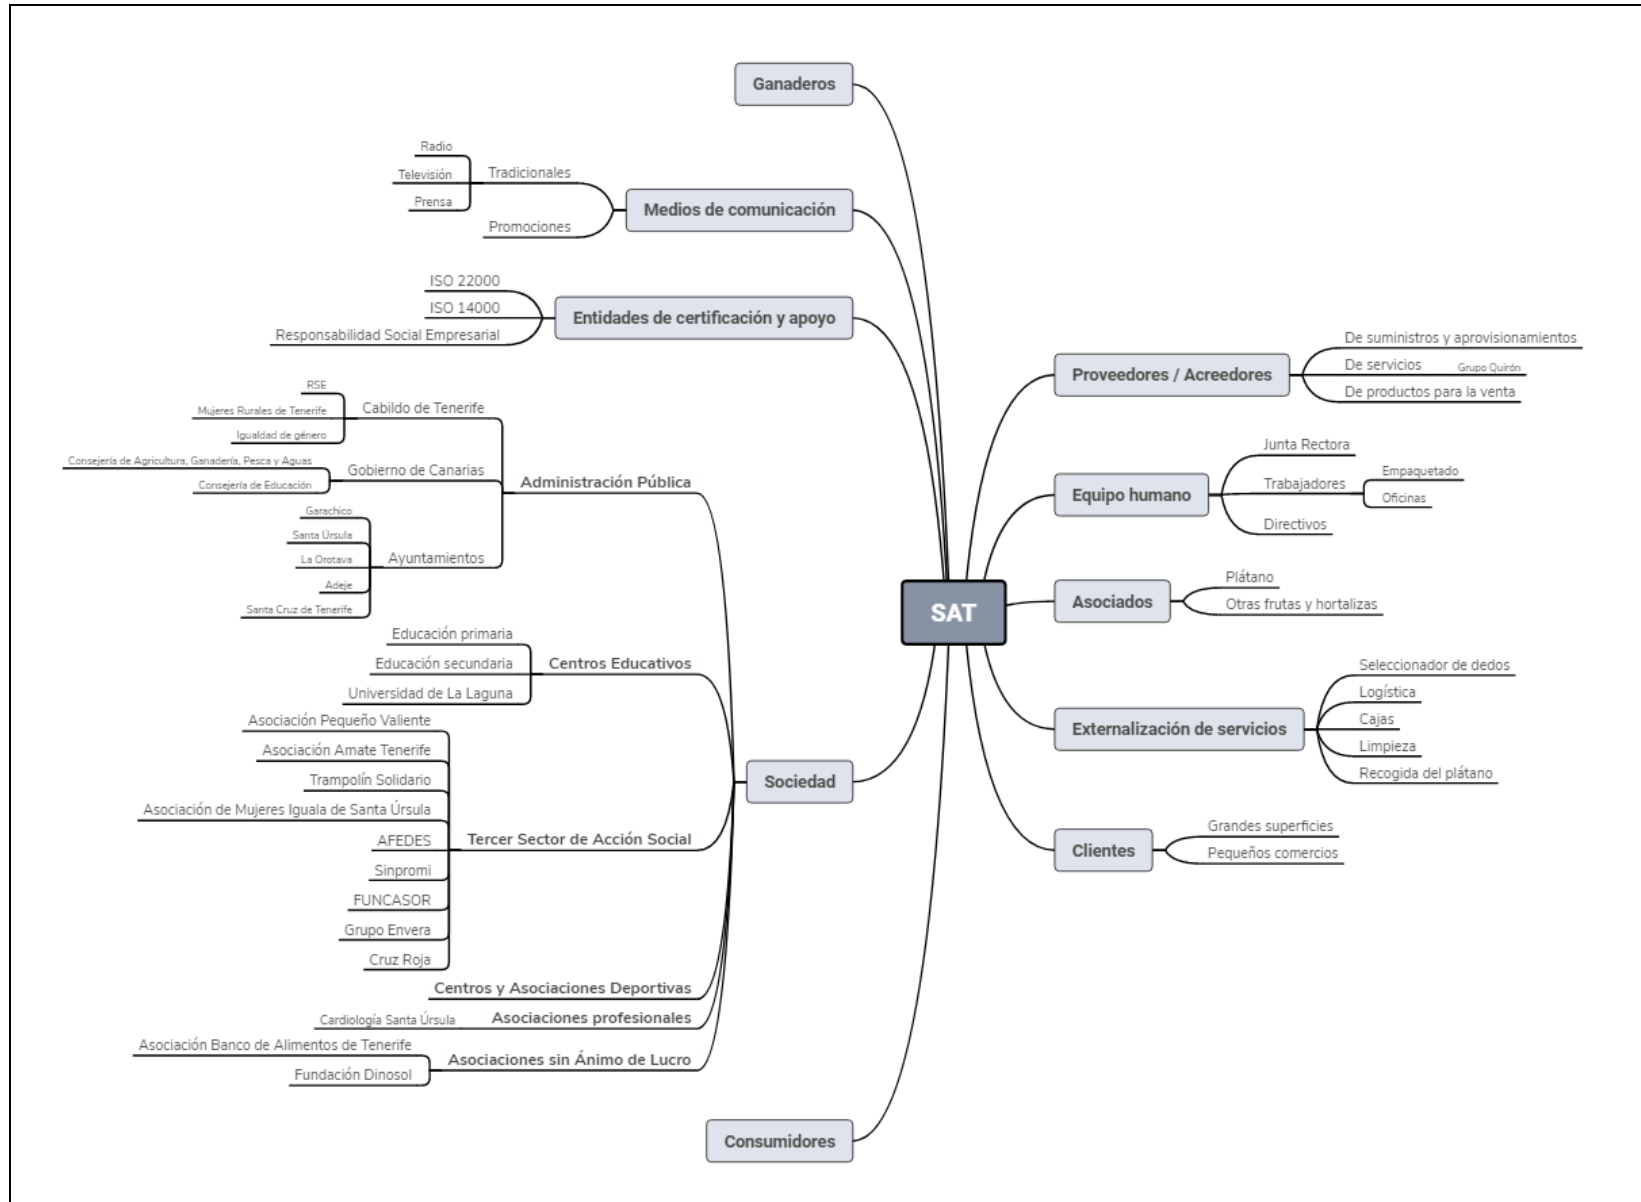 Ganaderos
Radio
Televisión
Prensa
Tradicionales
Promociones
Medios de comunicación
ISO 22000
ISO 14000
Responsabilidad Social Empresarial
Entidades de certificación y apoyo
RSE
Mujeres Rurales de Tenerife
Igualdad de género
Cabildo de Tenerife
Consejería de Agricultura, Ganadería, Pesca y Aguas
Consejería de Educación
Gobierno de Canarias
Garachico
Santa Úrsula
La Orotava
Adeje
Santa Cruz de Tenerife
Ayuntamientos
Administración Pública
Educación primaria
Educación secundaria
Universidad de La Laguna
Centros Educativos
Asociación Pequeño Valiente
Asociación Amate Tenerife
Trampolín Solidario
Asociación de Mujeres Iguala de Santa Úrsula
AFEDES
Sinpromi
FUNCASOR
Grupo Envera
Cruz Roja
Tercer Sector de Acción Social
Centros y Asociaciones Deportivas
Cardiología Santa Úrsula
Asociaciones profesionales
Asociación Banco de Alimentos de Tenerife
Fundación Dinosol
Asociaciones sin Ánimo de Lucro
Sociedad
Consumidores
SAT
Proveedores / Acreedores
De suministros y aprovisionamientos
De servicios
Grupo Quirón
De productos para la venta
Equipo humano
Junta Rectora
Trabajadores
Empaquetado
Oficinas
Directivos
Asociados
Plátano
Otras frutas y hortalizas
Externalización de servicios
Seleccionador de dedos
Logística
Cajas
Limpieza
Recogida del plátano
Clientes
Grandes superficies
Pequeños comercios